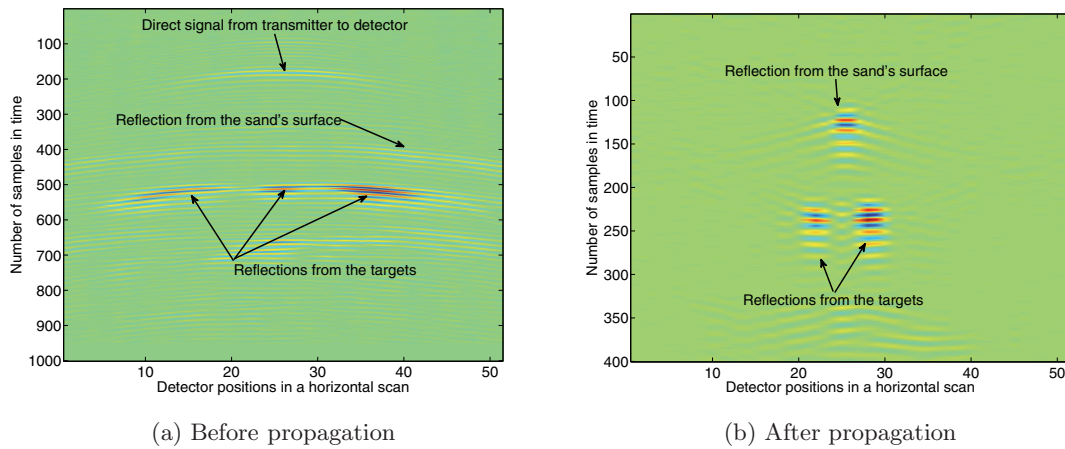 Direct signal from transmitter to detector
Reflection from the sand's surface
Reflections from the targets
Number of samples in time
100
200
300
400
500
600
700
800
900
1000
10
20
30
40
50
Detector positions in a horizontal scan
(a) Before propagation
Reflection from the sand's surface
Reflections from the targets
Number of samples in time
50
100
150
200
250
300
350
400
10
20
30
40
50
Detector positions in a horizontal scan
(b) After propagation